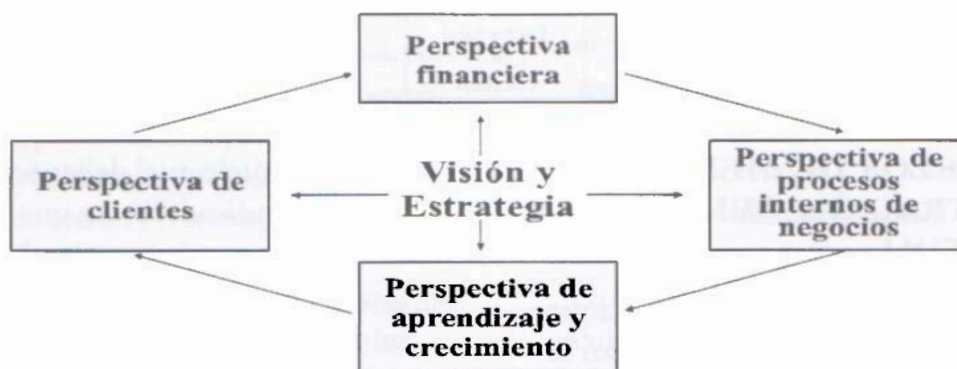 Perspectiva
financiera
Perspectiva de
clientes
Visión y
Estrategia
Perspectiva de
procesos
internos de
negocios
Perspectiva de
aprendizaje y
crecimiento